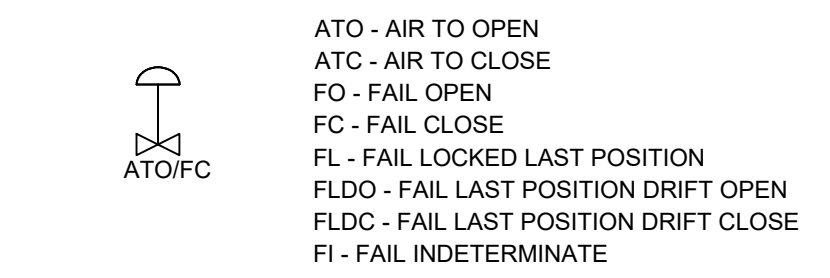 ATO - AIR TO OPEN
ATC - AIR TO CLOSE
FO - FAIL OPEN
FC - FAIL CLOSE
FL - FAIL LOCKED LAST POSITION
FLDO - FAIL LAST POSITION DRIFT OPEN
FLDC - FAIL LAST POSITION DRIFT CLOSE
FI - FAIL INDETERMINATE
ATO/FC